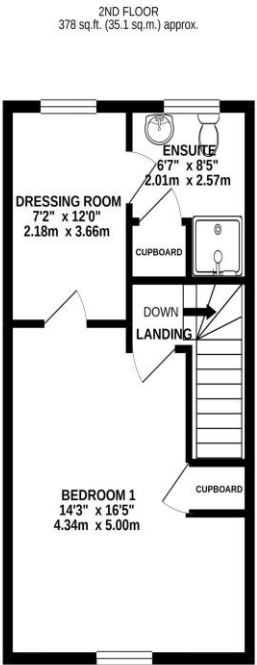 2ND FLOOR
378 sq.ft. (35.1 sq.m.) approx.
ENSUITE
6'7" x 8'5"
2.01m x 2.57m
DRESSING ROOM
7'2" x 12'0"
2.18m x 3.66m
CUPBOARD
DOWN
LANDING
CUPBOARD
BEDROOM 1
14'3" x 16'5"
4.34m x 5.00m